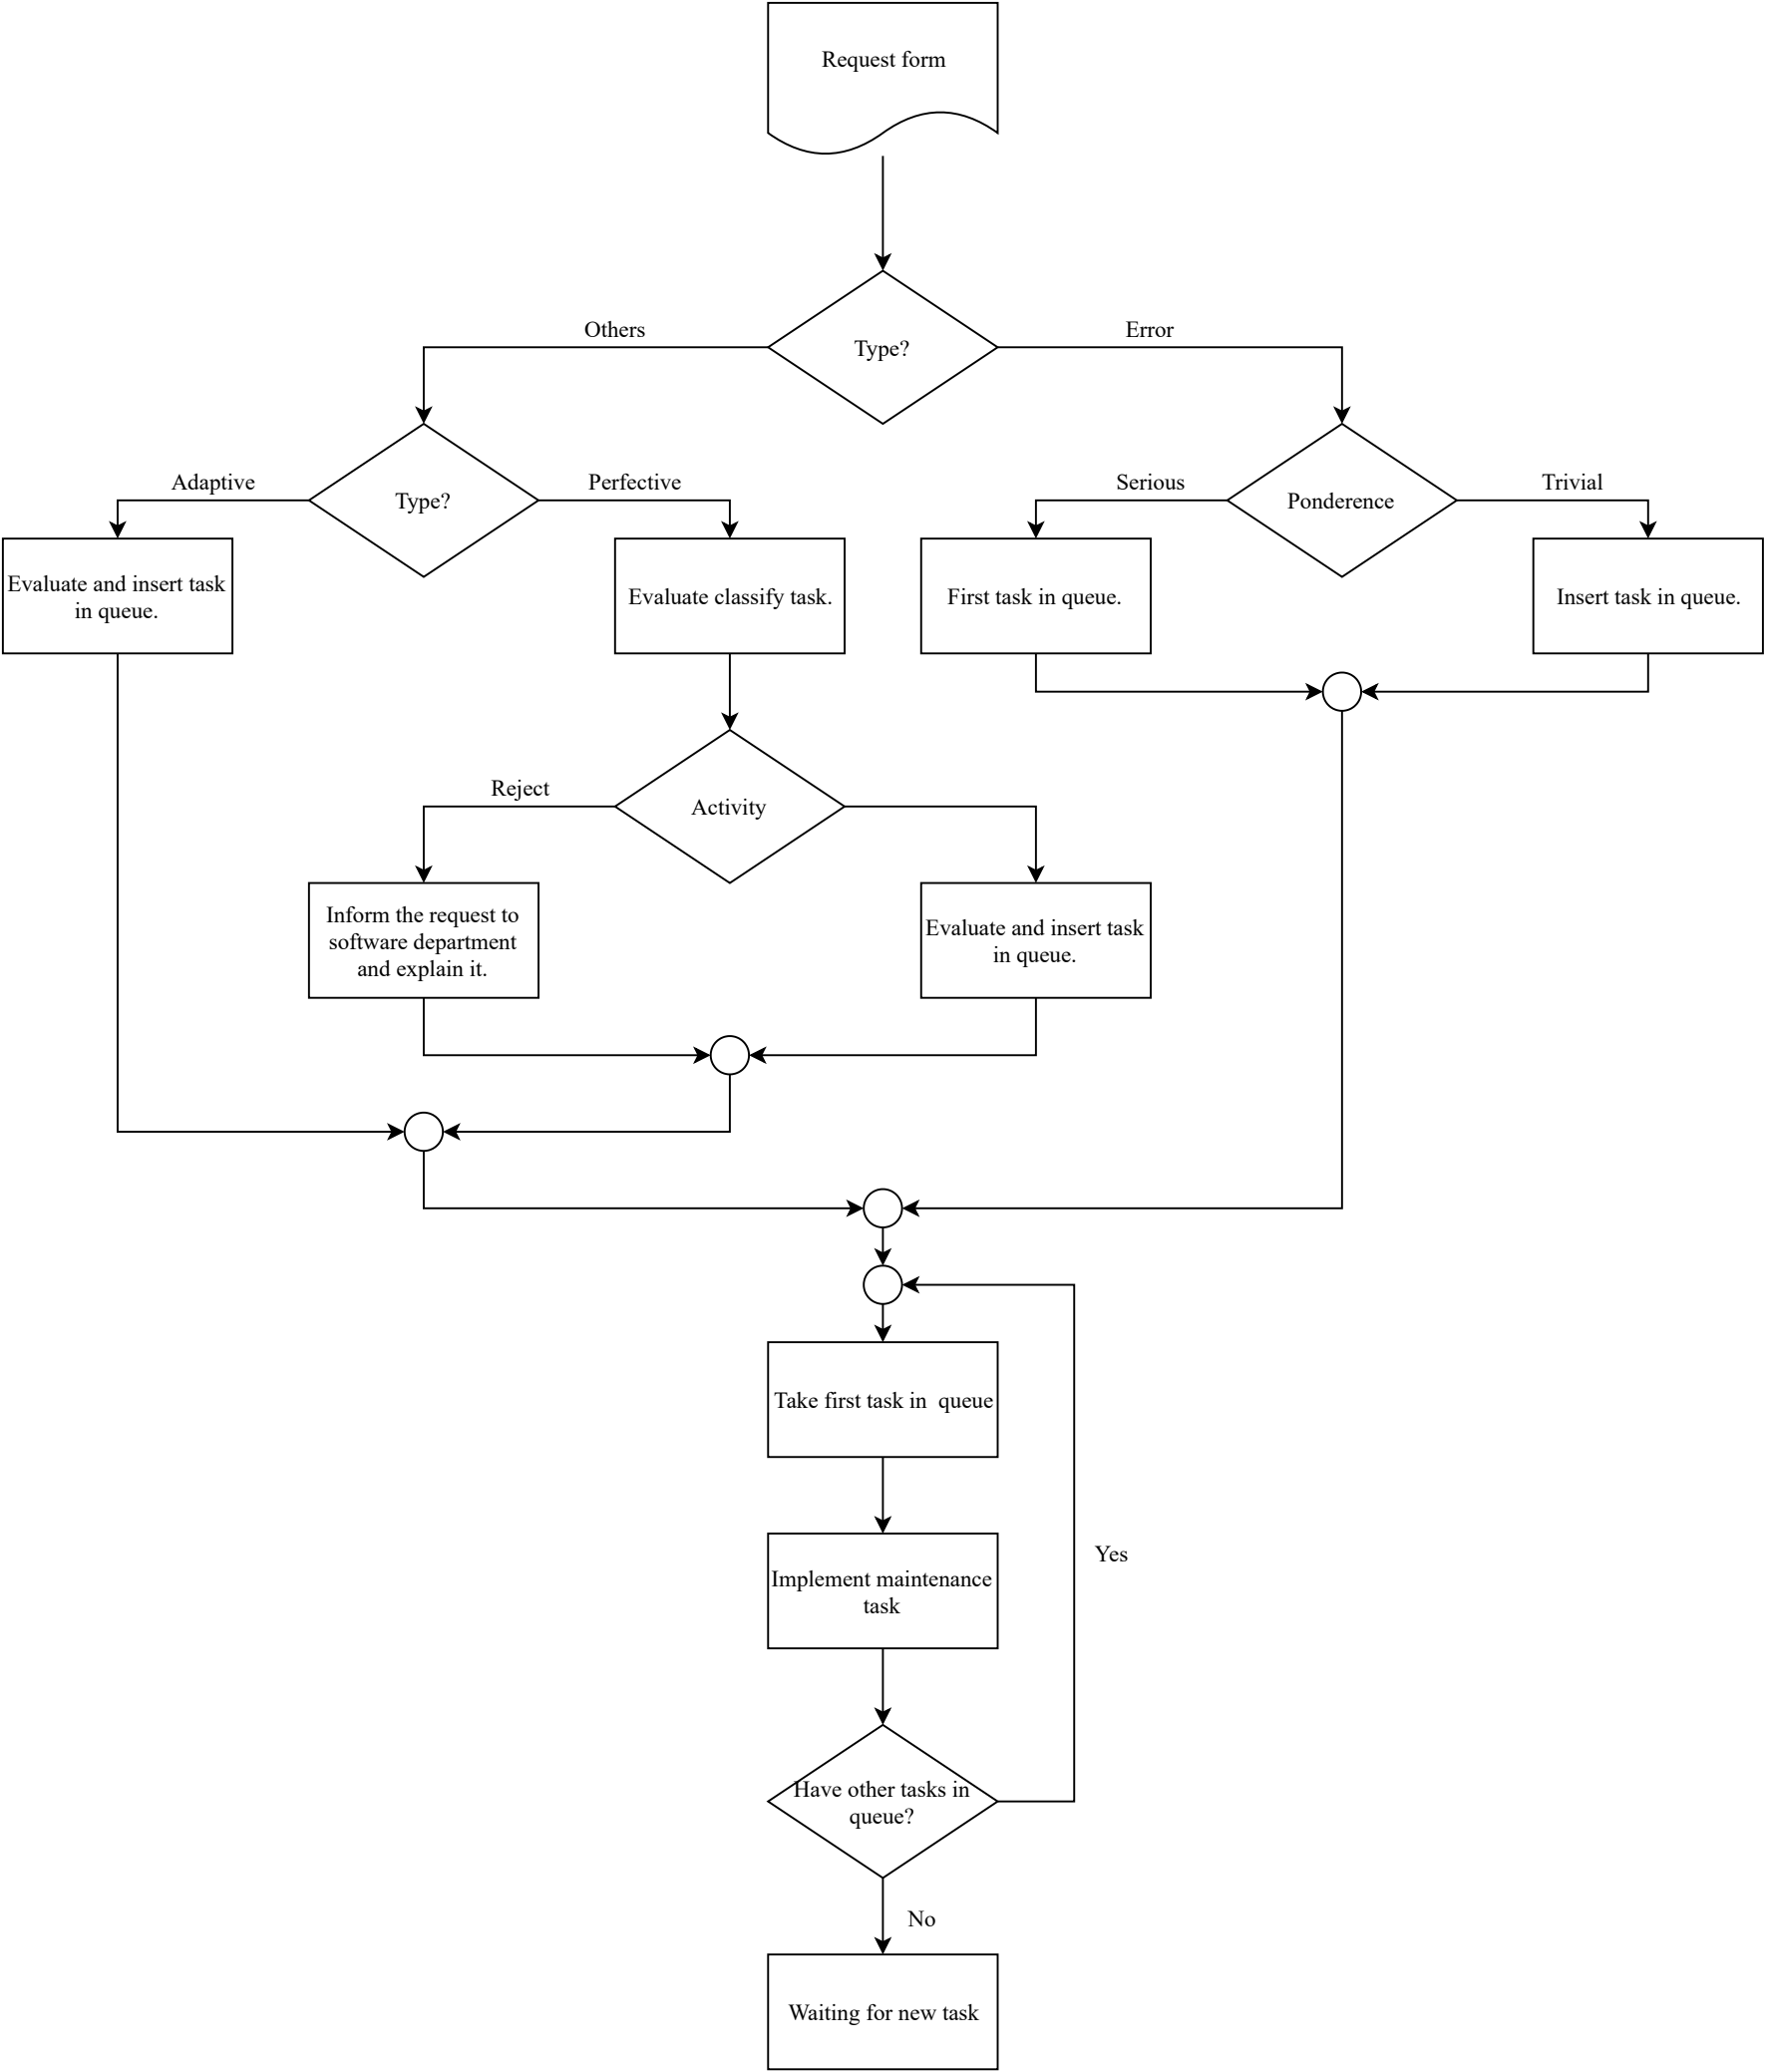 Request form
Others
Error
Type?
Adaptive
Perfective
Serious
Trivial
Type?
Ponderence
Evaluate and insert task
in queue.
Evaluate classify task.
First task in queue.
Insert task in queue.
Reject
Activity
Inform the request to
software department
and explain it.
Evaluate and insert task
in queue.
Take first task in  queue
Yes
Implement maintenance
task
Have other tasks in
queue?
No
Waiting for new task